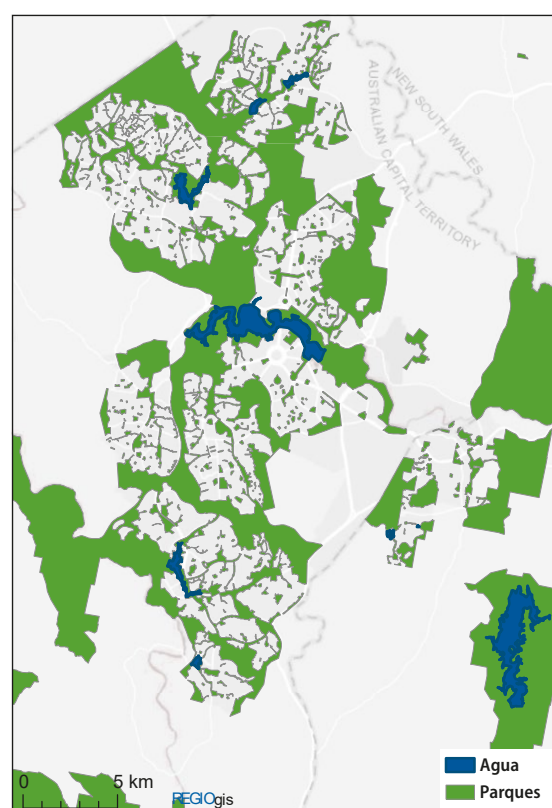 NEW SOUTH WALES
AUSTRALIAN CAPITAL TERRITORY
0 5 km
REGIOgis
Agua
Parques